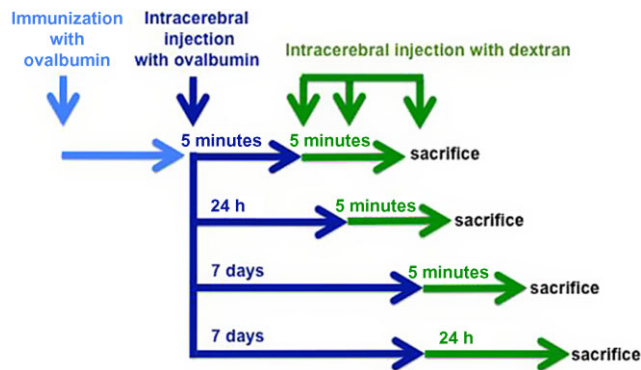 Immunization
with
ovalbumin
Intracerebral
injection
with ovalbumin
Intracerebral injection with dextran
5 minutes
5 minutes
sacrifice
24 h
5 minutes
sacrifice
7 days
5 minutes
sacrifice
7 days
24 h
sacrifice